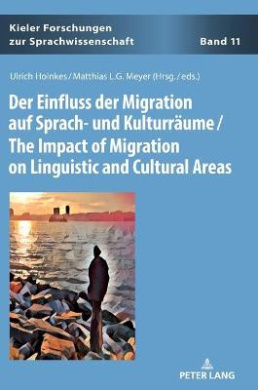 Kieler Forschungen
zur Sprachwissenschaft
Band 11
Ulrich Hoinkes / Matthias L.G. Meyer (Hrsg./eds.)
Der Einfluss der Migration
auf Sprach- und Kulturräume /
The Impact of Migration
on Linguistic and Cultural Areas
PETER LANG